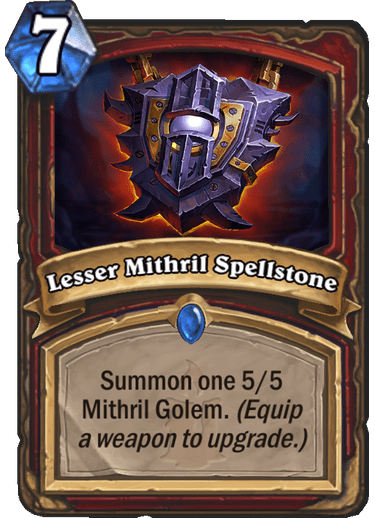 7
Lesser Mithril Spellstone
Summon one 5/5
Mithril Golem. (Equip
a weapon to upgrade.)